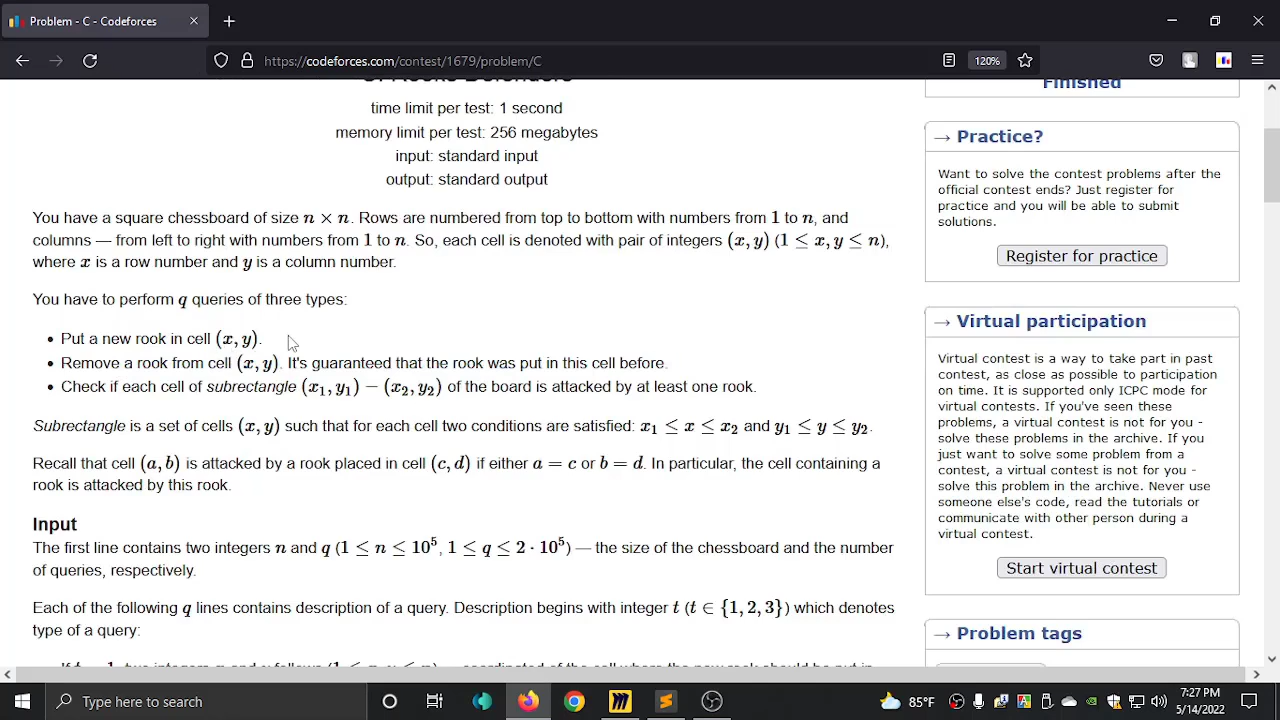 Problem - C - Codeforces
https://codeforces.com/contest/1679/problem/C
120%
time limit per test: 1 second
memory limit per test: 256 megabytes
input: standard input
output: standard output
You have a square chessboard of size n × n. Rows are numbered from top to bottom with numbers from 1 to n, and
columns — from left to right with numbers from 1 to n. So, each cell is denoted with pair of integers (x, y) (1 ≤ x, y ≤ n),
where x is a row number and y is a column number.
You have to perform q queries of three types:
• Put a new rook in cell (x, y).
• Remove a rook from cell (x, y). It's guaranteed that the rook was put in this cell before.
• Check if each cell of subrectangle (x₁, y₁) − (x₂, y₂) of the board is attacked by at least one rook.
Subrectangle is a set of cells (x, y) such that for each cell two conditions are satisfied: x₁ ≤ x ≤ x₂ and y₁ ≤ y ≤ y₂.
Recall that cell (a, b) is attacked by a rook placed in cell (c, d) if either a = c or b = d. In particular, the cell containing a
rook is attacked by this rook.
Input
The first line contains two integers n and q (1 ≤ n ≤ 10⁵, 1 ≤ q ≤ 2 · 10⁵) — the size of the chessboard and the number
of queries, respectively.
Each of the following q lines contains description of a query. Description begins with integer t (t ∈ {1, 2, 3}) which denotes
type of a query:
Finished
→ Practice?
Want to solve the contest problems after the
official contest ends? Just register for
practice and you will be able to submit
solutions.
Register for practice
→ Virtual participation
Virtual contest is a way to take part in past
contest, as close as possible to participation
on time. It is supported only ICPC mode for
virtual contests. If you've seen these
problems, a virtual contest is not for you -
solve these problems in the archive. If you
just want to solve some problem from a
contest, a virtual contest is not for you -
solve this problem in the archive. Never use
someone else's code, read the tutorials or
communicate with other person during a
virtual contest.
Start virtual contest
→ Problem tags
Type here to search
85°F
7:27 PM
5/14/2022